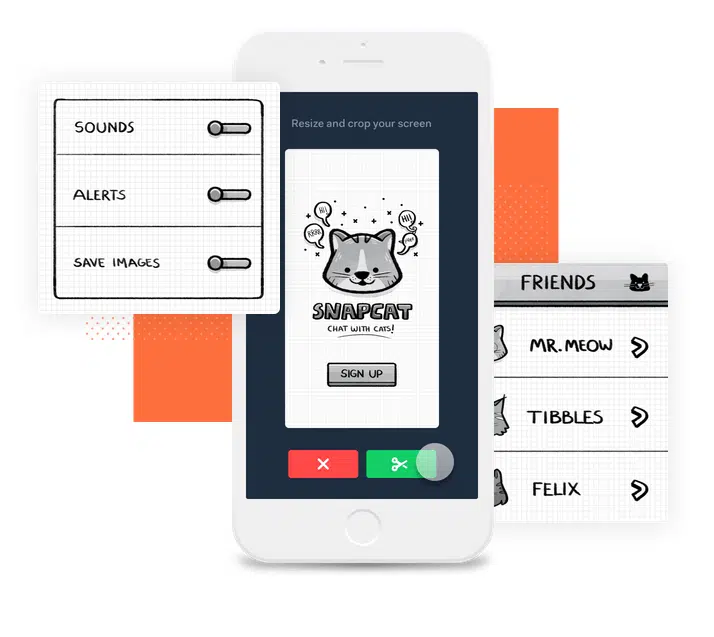 Resize and crop your screen
SOUNDS
ALERTS
SAVE IMAGES
HI!
HI!
RRRR
SNAPCAT
CHAT WITH CATS!
SIGN UP
FRIENDS
MR. MEOW
TIBBLES
FELIX